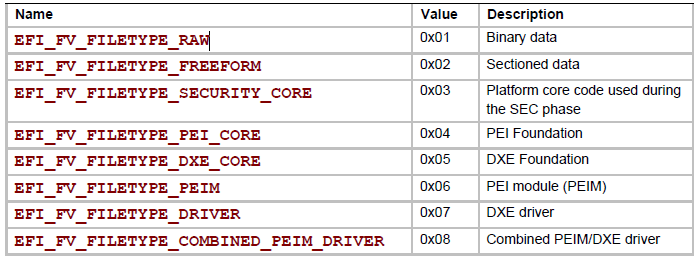 Name Value Description
EFI_FV_FILETYPE_RAW 0x01 Binary data
EFI_FV_FILETYPE_FREEFORM 0x02 Sectioned data
EFI_FV_FILETYPE_SECURITY_CORE 0x03 Platform core code used during
the SEC phase
EFI_FV_FILETYPE_PEI_CORE 0x04 PEI Foundation
EFI_FV_FILETYPE_DXE_CORE 0x05 DXE Foundation
EFI_FV_FILETYPE_PEIM 0x06 PEI module (PEIM)
EFI_FV_FILETYPE_DRIVER 0x07 DXE driver
EFI_FV_FILETYPE_COMBINED_PEIM_DRIVER 0x08 Combined PEIM/DXE driver